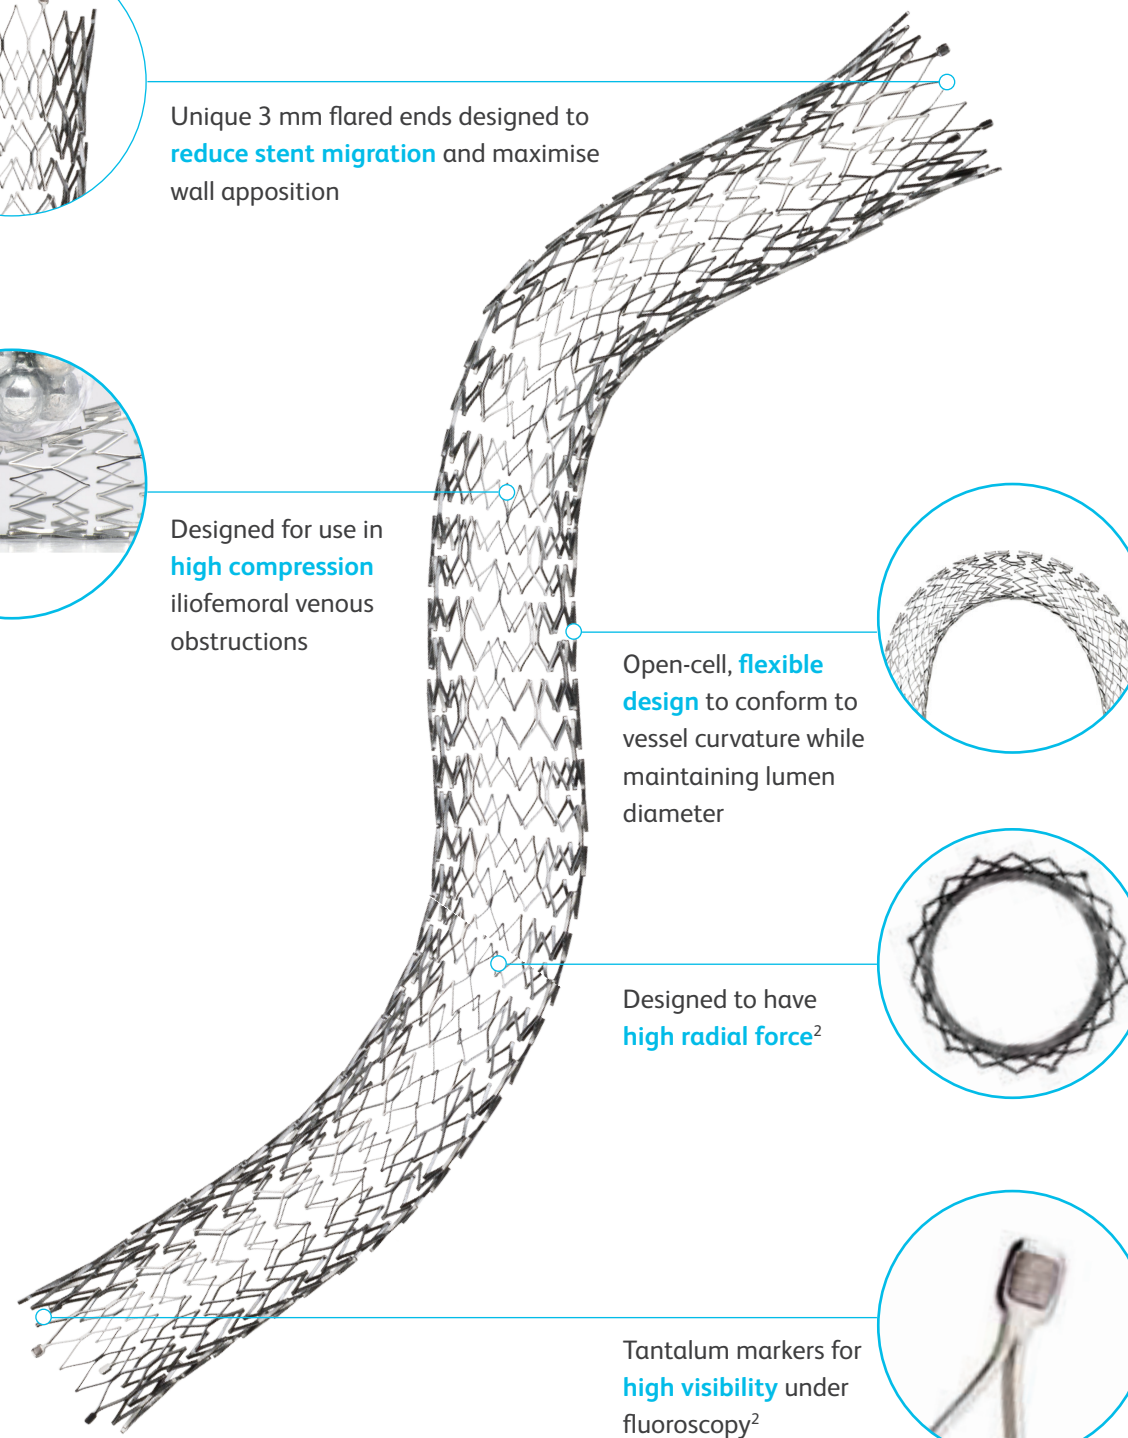 Unique 3 mm flared ends designed to
reduce stent migration and maximise
wall apposition
Designed for use in
high compression
iliofemoral venous
obstructions
Open-cell, flexible
design to conform to
vessel curvature while
maintaining lumen
diameter
Designed to have
high radial force²
Tantalum markers for
high visibility under
fluoroscopy²